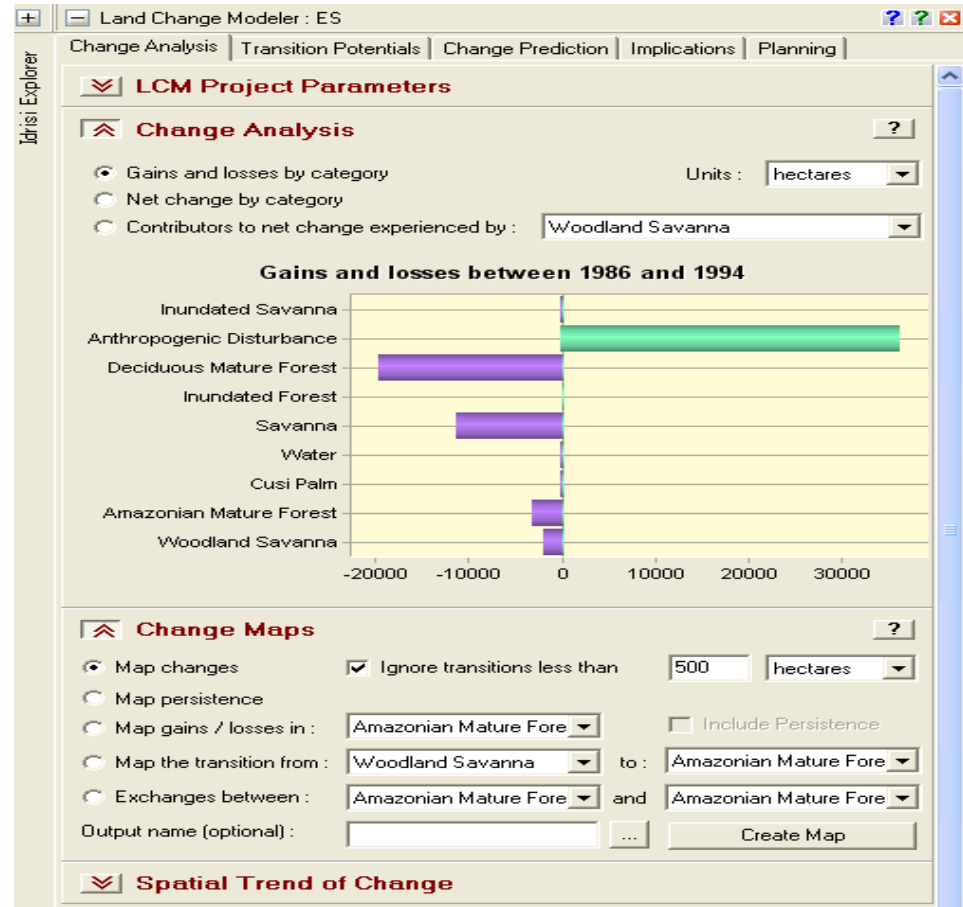 Land Change Modeler : ES
? ?
Idrisi Explorer
Change Analysis Transition Potentials Change Prediction Implications Planning
LCM Project Parameters
Change Analysis ?
Gains and losses by category Units : hectares
Net change by category
Contributors to net change experienced by : Woodland Savanna
Gains and losses between 1986 and 1994
Inundated Savanna
Anthropogenic Disturbance
Deciduous Mature Forest
Inundated Forest
Savanna
Water
Cusi Palm
Amazonian Mature Forest
Woodland Savanna
-20000 -10000 0 10000 20000 30000
Change Maps ?
Map changes Ignore transitions less than 500 hectares
Map persistence
Map gains / losses in : Amazonian Mature Fore Include Persistence
Map the transition from : Woodland Savanna to : Amazonian Mature Fore
Exchanges between : Amazonian Mature Fore and Amazonian Mature Fore
Output name (optional) : ... Create Map
Spatial Trend of Change